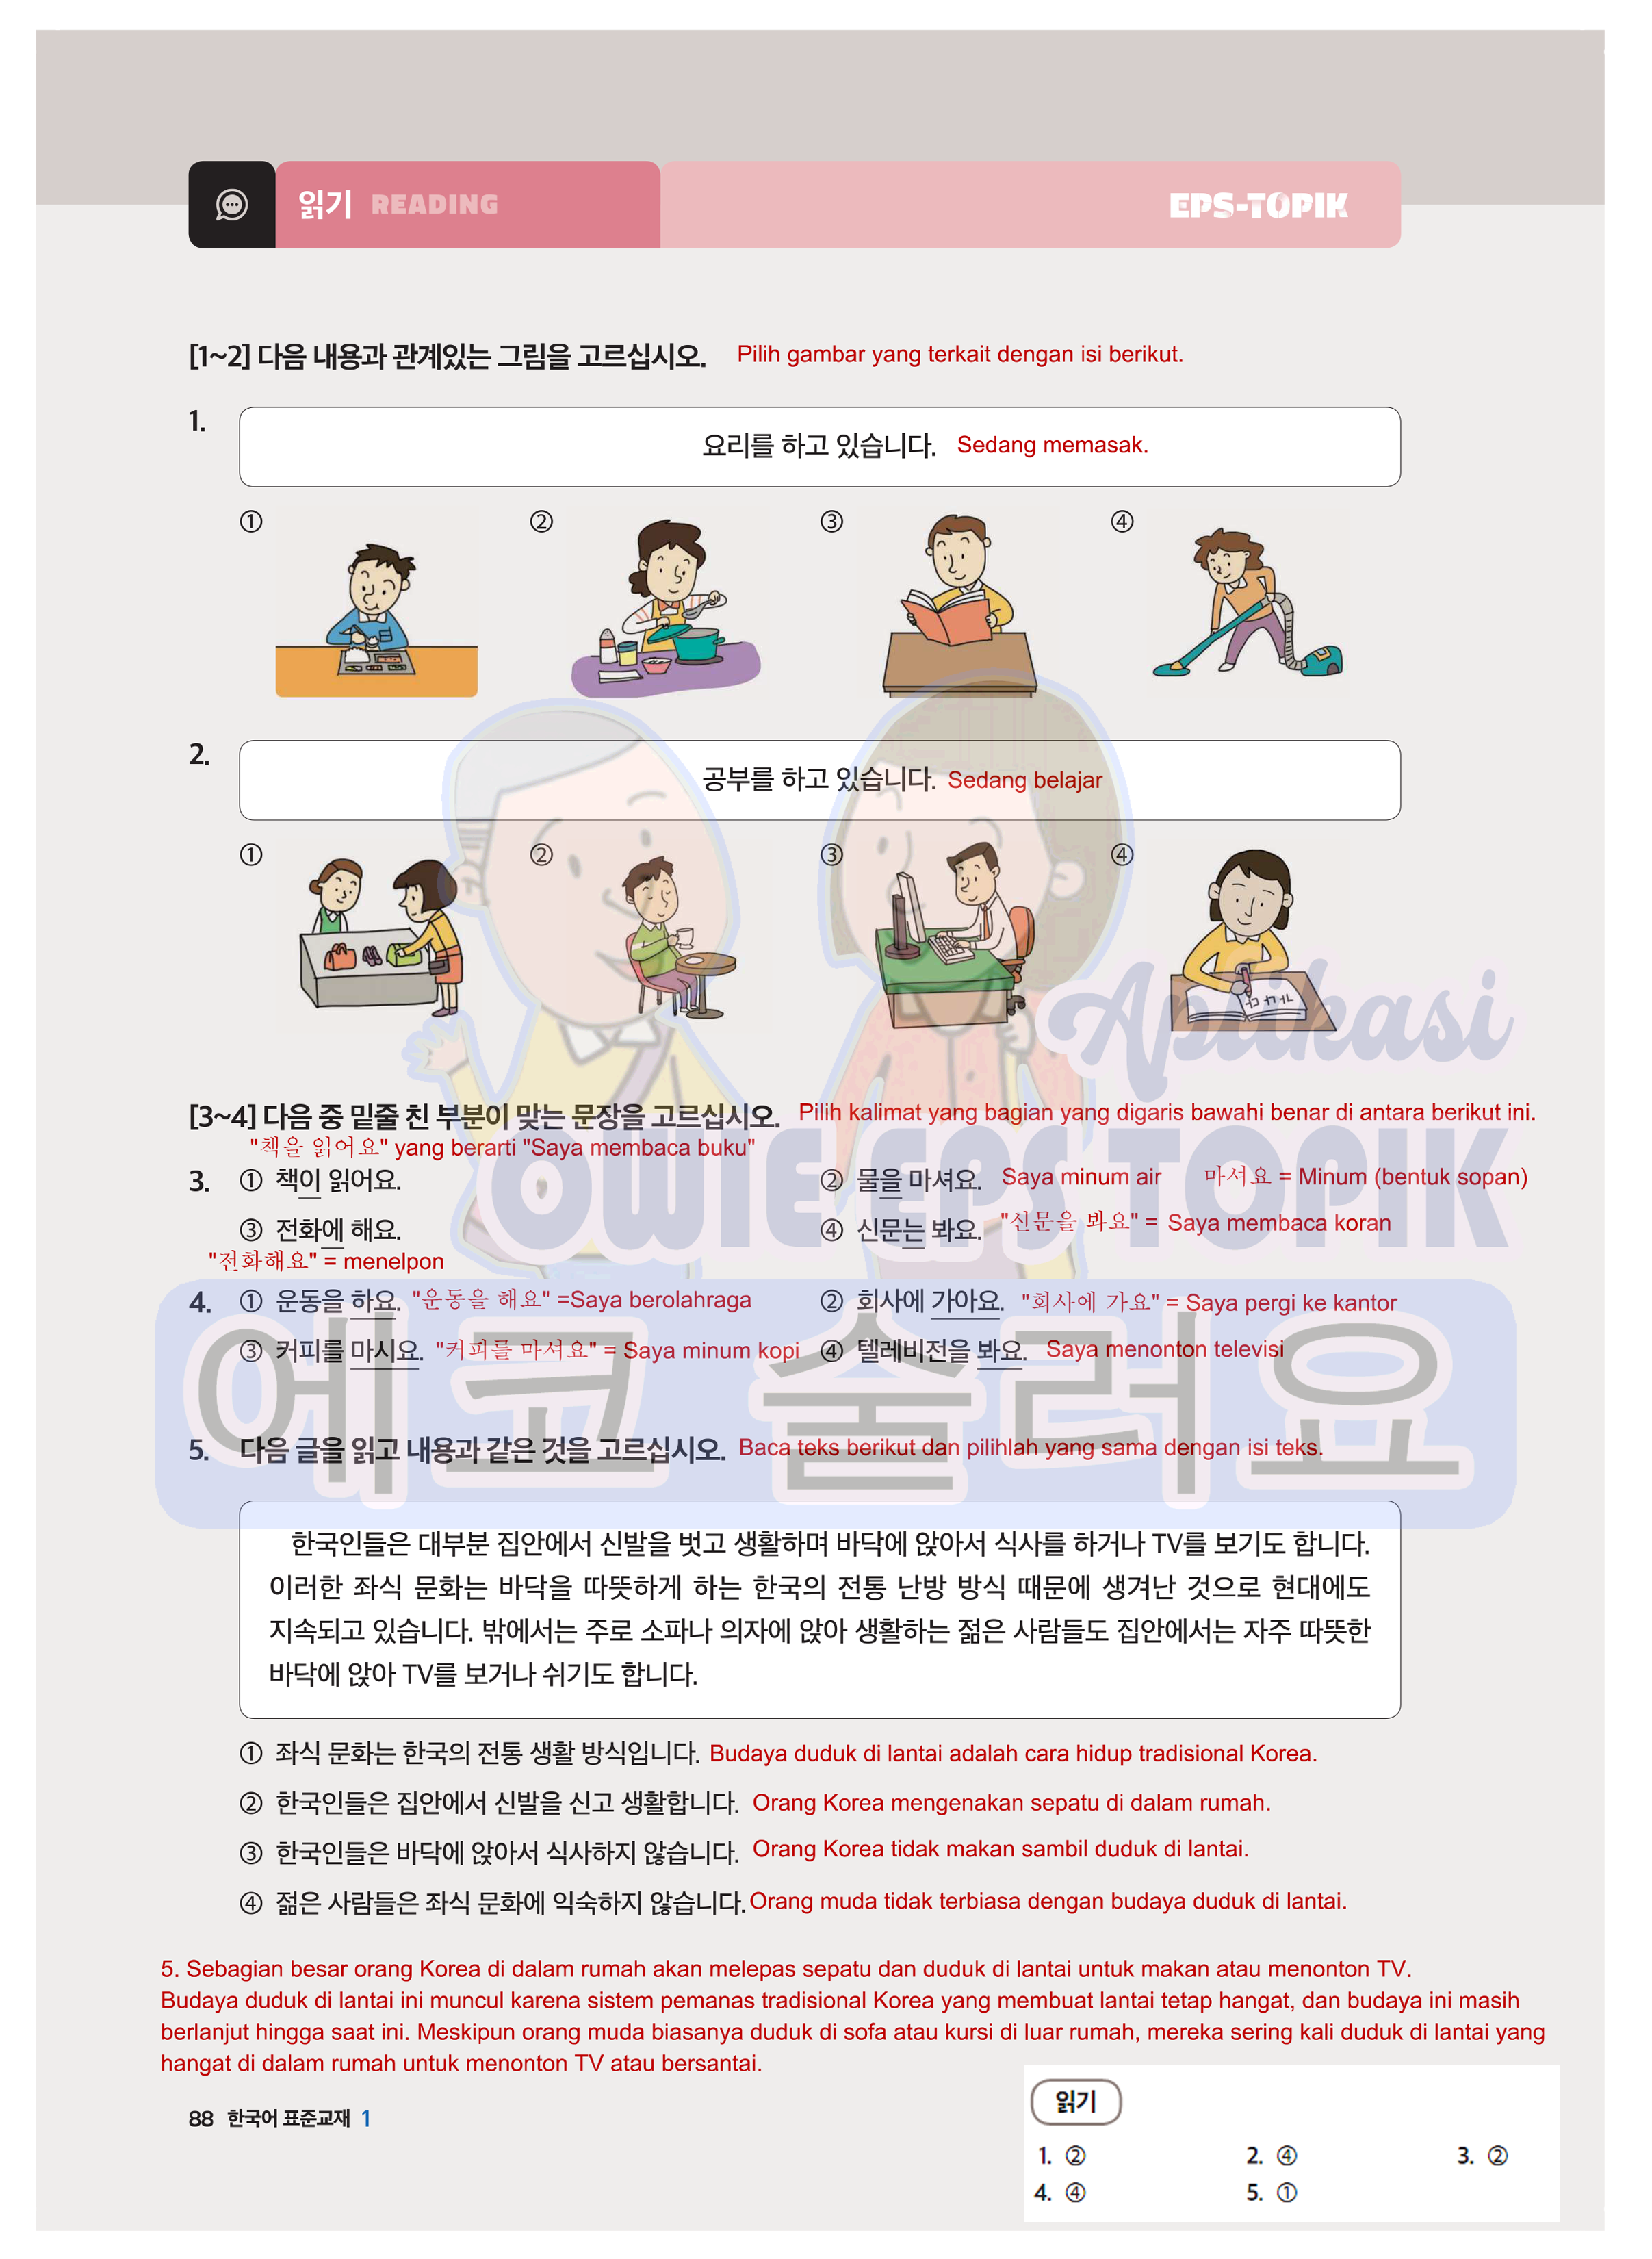 읽기 READING EPS-TOPIK
[1~2] 다음 내용과 관계있는 그림을 고르십시오. Pilih gambar yang terkait dengan isi berikut.
1. 요리를 하고 있습니다. Sedang memasak.
① ② ③ ④
2. 공부를 하고 있습니다. Sedang belajar
① ② ③ ④
Aplikasi
[3~4] 다음 중 밑줄 친 부분이 맞는 문장을 고르십시오. Pilih kalimat yang bagian yang digaris bawahi benar di antara berikut ini.
OWIE EPS TOPIK
"책을 읽어요" yang berarti "Saya membaca buku"
3. ① 책이 읽어요. ② 물을 마셔요. Saya minum air 마셔요 = Minum (bentuk sopan)
③ 전화에 해요. ④ 신문는 봐요. "신문을 봐요" = Saya membaca koran
"전화해요" = menelpon
4. ① 운동을 하요. "운동을 해요" =Saya berolahraga ② 회사에 가아요. "회사에 가요" = Saya pergi ke kantor
③ 커피를 마시요. "커피를 마셔요" = Saya minum kopi ④ 텔레비전을 봐요. Saya menonton televisi
에코 술러요
5. 다음 글을 읽고 내용과 같은 것을 고르십시오. Baca teks berikut dan pilihlah yang sama dengan isi teks.
한국인들은 대부분 집안에서 신발을 벗고 생활하며 바닥에 앉아서 식사를 하거나 TV를 보기도 합니다.
이러한 좌식 문화는 바닥을 따뜻하게 하는 한국의 전통 난방 방식 때문에 생겨난 것으로 현대에도
지속되고 있습니다. 밖에서는 주로 소파나 의자에 앉아 생활하는 젊은 사람들도 집안에서는 자주 따뜻한
바닥에 앉아 TV를 보거나 쉬기도 합니다.
① 좌식 문화는 한국의 전통 생활 방식입니다. Budaya duduk di lantai adalah cara hidup tradisional Korea.
② 한국인들은 집안에서 신발을 신고 생활합니다. Orang Korea mengenakan sepatu di dalam rumah.
③ 한국인들은 바닥에 앉아서 식사하지 않습니다. Orang Korea tidak makan sambil duduk di lantai.
④ 젊은 사람들은 좌식 문화에 익숙하지 않습니다. Orang muda tidak terbiasa dengan budaya duduk di lantai.
5. Sebagian besar orang Korea di dalam rumah akan melepas sepatu dan duduk di lantai untuk makan atau menonton TV.
Budaya duduk di lantai ini muncul karena sistem pemanas tradisional Korea yang membuat lantai tetap hangat, dan budaya ini masih
berlanjut hingga saat ini. Meskipun orang muda biasanya duduk di sofa atau kursi di luar rumah, mereka sering kali duduk di lantai yang
hangat di dalam rumah untuk menonton TV atau bersantai.
88 한국어 표준교재 1
읽기
1. ② 2. ④ 3. ②
4. ④ 5. ①